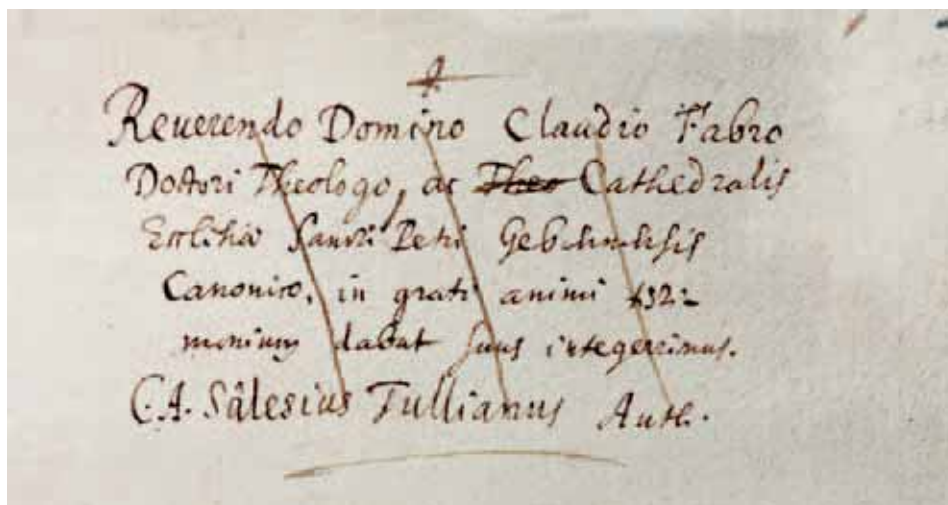 Reuerendo Domino Claudio Fabro
Doctori Theologo, ac Theo Cathedralis
Ecclesiae Sancti Petri Gebennensis
Canonico, in grati animi testi-
monium dabat suus integerrimus.
C.A. Sâlesius Tullianus Auth.